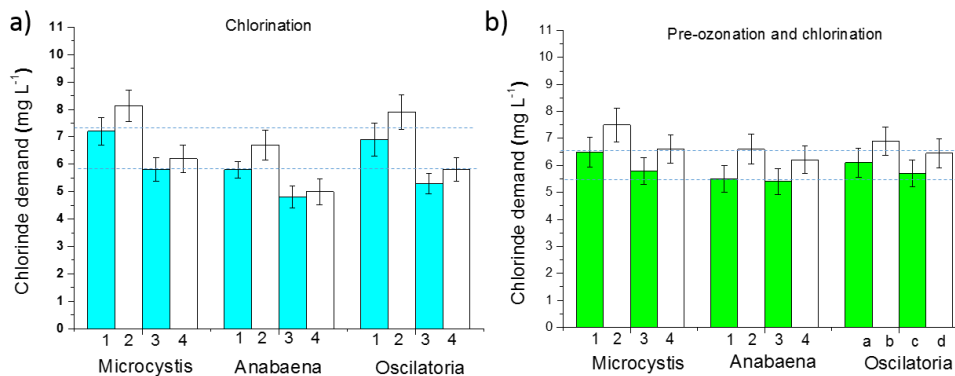 a)
Chlorination
Chlorinde demand (mg L⁻¹)
11
10
9
8
7
6
5
4
3
2
1
0
1 2 3 4 1 2 3 4 1 2 3 4
Microcystis Anabaena Oscilatoria
b)
Pre-ozonation and chlorination
Chlorinde demand (mg L⁻¹)
11
10
9
8
7
6
5
4
3
2
1
0
1 2 3 4 1 2 3 4 a b c d
Microcystis Anabaena Oscilatoria